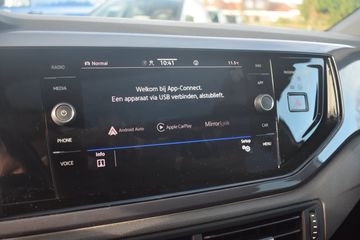 RADIO
MEDIA
PHONE
VOICE
Normal
10:41
11.5°C
Welkom bij App-Connect.
Een apparaat via USB verbinden, alstublieft.
Android Auto
Apple CarPlay
MirrorLink
Info
Setup
APP
CAR
MENU